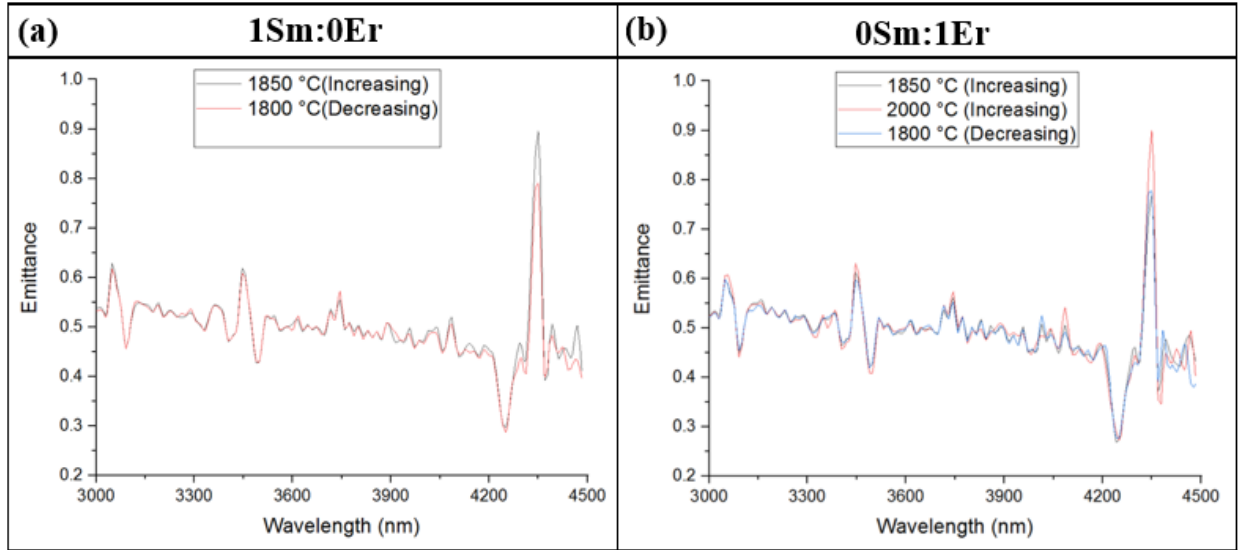 (a) 1Sm:0Er
(b) 0Sm:1Er
1850 °C(Increasing)
1800 °C(Decreasing)
1.0
0.9
0.8
0.7
0.6
0.5
0.4
0.3
0.2
Emittance
3000 3300 3600 3900 4200 4500
Wavelength (nm)
1850 °C (Increasing)
2000 °C (Increasing)
1800 °C (Decreasing)
1.0
0.9
0.8
0.7
0.6
0.5
0.4
0.3
0.2
Emittance
3000 3300 3600 3900 4200 4500
Wavelength (nm)